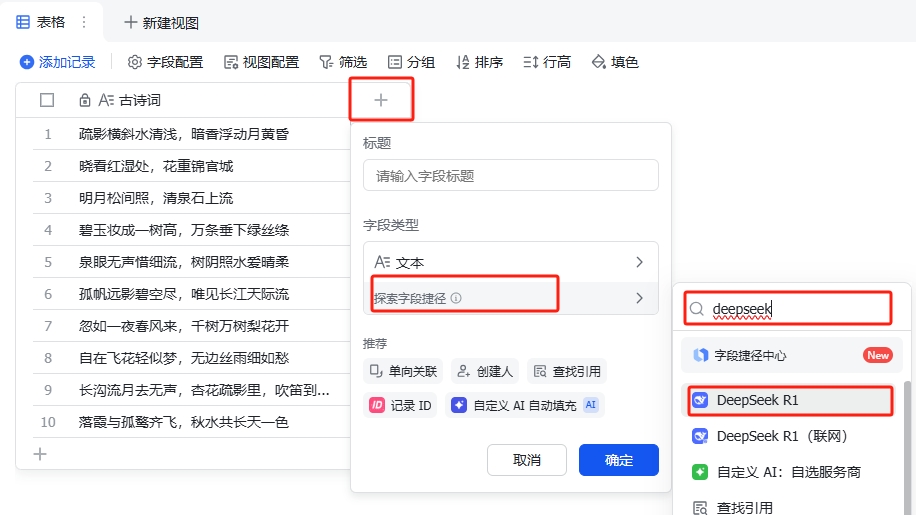 表格
新建视图
添加记录 字段配置 视图配置 筛选 分组 排序 行高 填色
古诗词
1 疏影横斜水清浅，暗香浮动月黄昏
2 晓看红湿处，花重锦官城
3 明月松间照，清泉石上流
4 碧玉妆成一树高，万条垂下绿丝绦
5 泉眼无声惜细流，树阴照水爱晴柔
6 孤帆远影碧空尽，唯见长江天际流
7 忽如一夜春风来，千树万树梨花开
8 自在飞花轻似梦，无边丝雨细如愁
9 长沟流月去无声，杏花疏影里，吹笛到...
10 落霞与孤鹜齐飞，秋水共长天一色
标题
请输入字段标题
字段类型
文本
探索字段捷径
推荐
单向关联 创建人 查找引用
ID 记录 ID 自定义 AI 自动填充 AI
取消 确定
deepseek
字段捷径中心 New
DeepSeek R1
DeepSeek R1（联网）
自定义 AI：自选服务商
查找引用